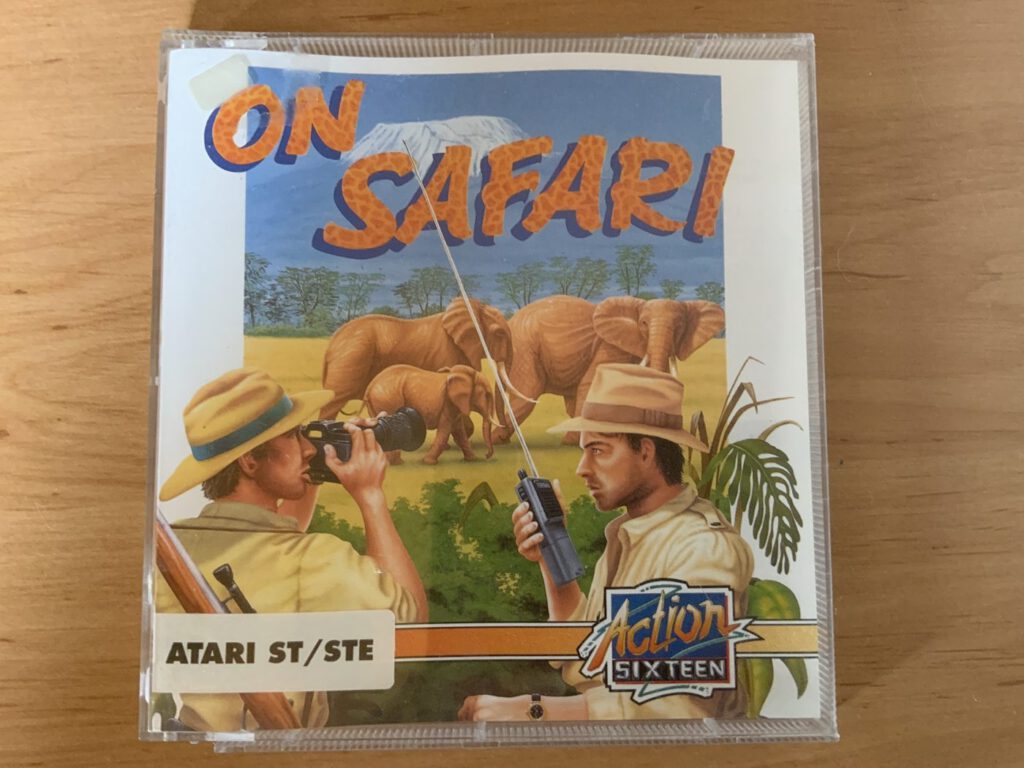 ON
SAFARI
ATARI ST/STE
Action
SIXTEEN